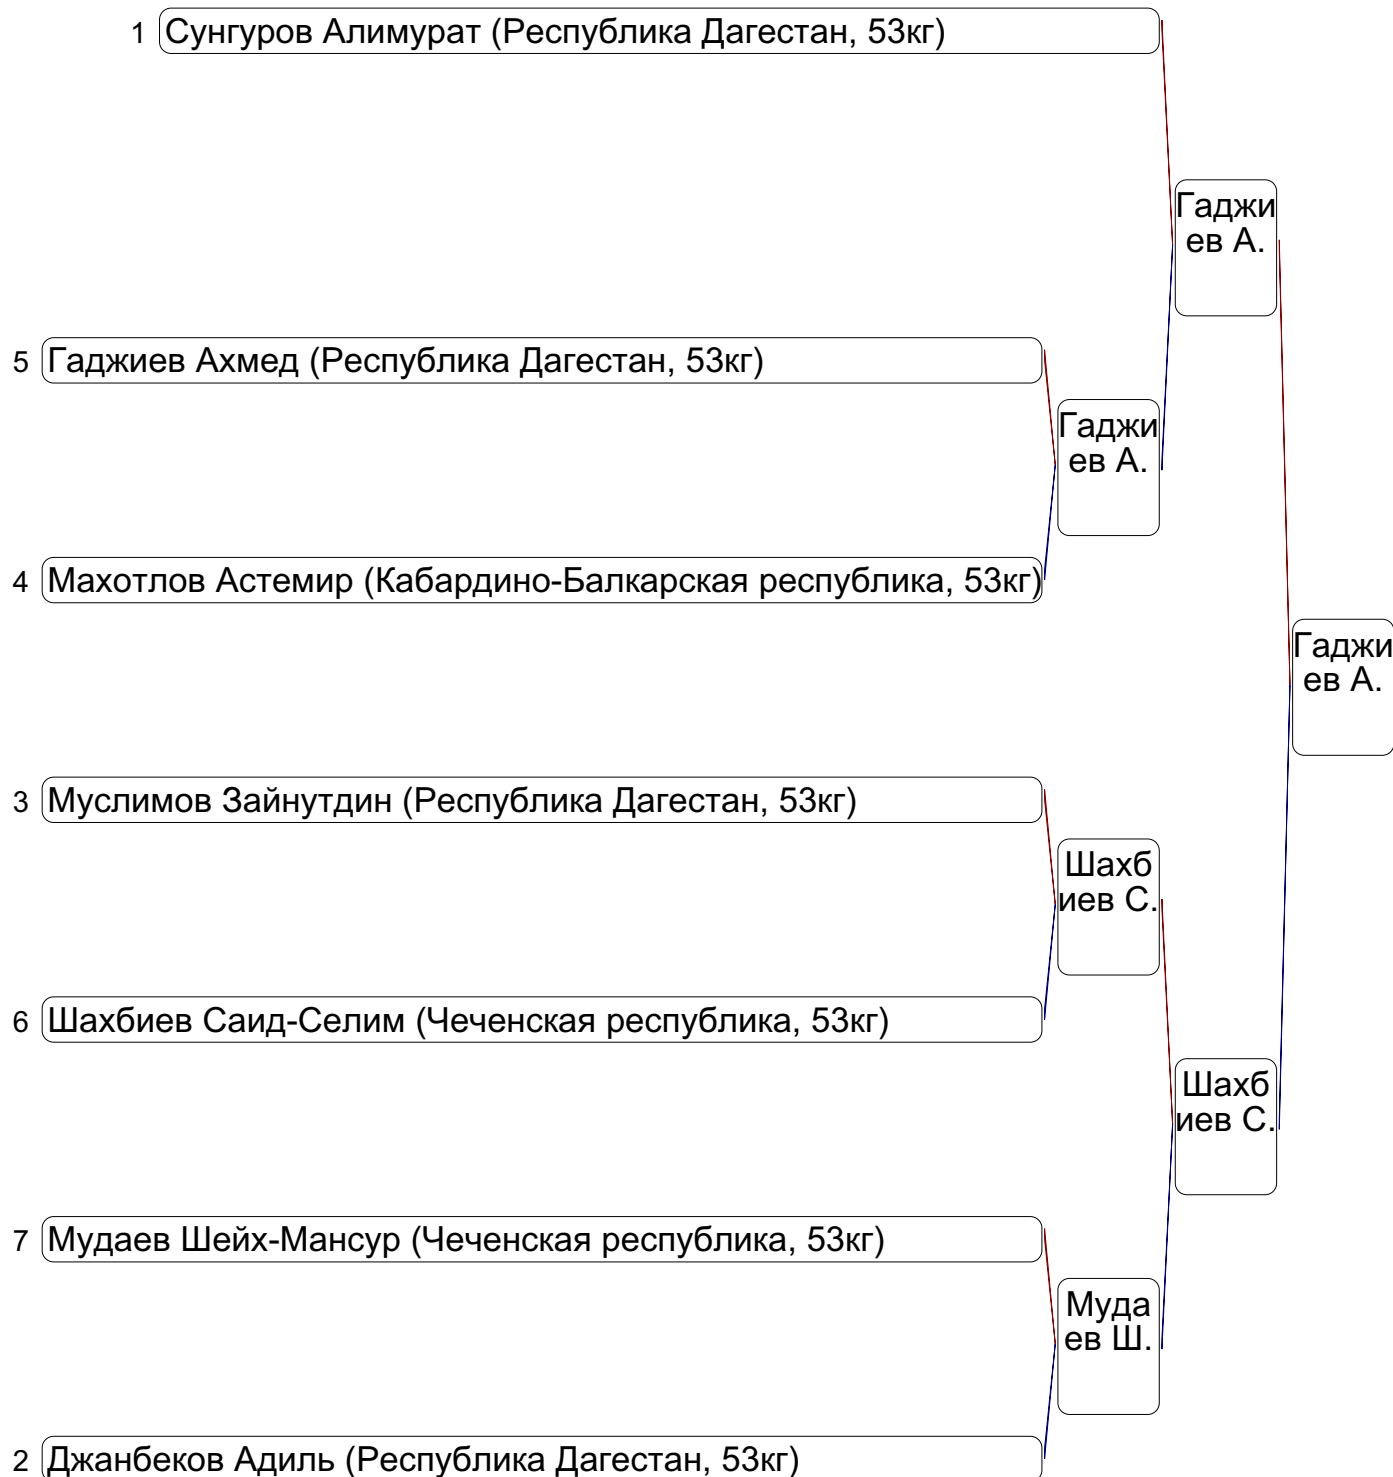 1 Сунгуров Алимурат (Республика Дагестан, 53кг)
Гаджи
ев А.
5 Гаджиев Ахмед (Республика Дагестан, 53кг)
Гаджи
ев А.
4 Махотлов Астемир (Кабардино-Балкарская республика, 53кг)
Гаджи
ев А.
3 Муслимов Зайнутдин (Республика Дагестан, 53кг)
Шахб
иев С.
6 Шахбиев Саид-Селим (Чеченская республика, 53кг)
Шахб
иев С.
7 Мудаев Шейх-Мансур (Чеченская республика, 53кг)
Муда
ев Ш.
2 Джанбеков Адиль (Республика Дагестан, 53кг)